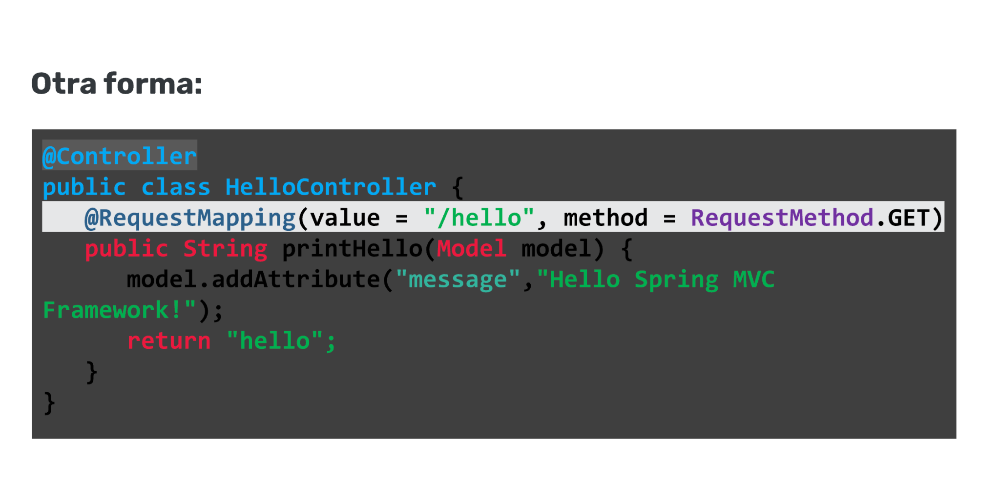 Otra forma:
@Controller
public class HelloController {
   @RequestMapping(value = "/hello", method = RequestMethod.GET)
   public String printHello(Model model) {
      model.addAttribute("message","Hello Spring MVC
Framework!");
      return "hello";
   }
}